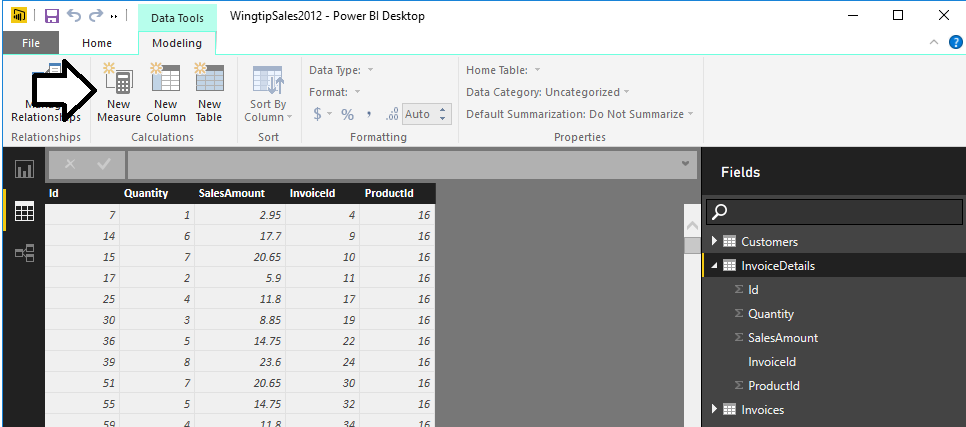 Data Tools
WingtipSales2012 - Power BI Desktop
File
Home
Modeling
Relationships
New
Measure
New
Column
New
Table
Sort By
Column
Data Type:
Format:
$ % , .00 Auto
Home Table:
Data Category: Uncategorized
Default Summarization: Do Not Summarize
Relationships
Calculations
Sort
Formatting
Properties
Id Quantity SalesAmount InvoiceId ProductId
7 1 2.95 4 16
14 6 17.7 9 16
15 7 20.65 10 16
17 2 5.9 11 16
25 4 11.8 17 16
30 3 8.85 19 16
36 5 14.75 22 16
39 8 23.6 24 16
51 7 20.65 30 16
55 5 14.75 32 16
59 4 11.8 34 16
Fields
Customers
InvoiceDetails
Σ Id
Σ Quantity
Σ SalesAmount
InvoiceId
Σ ProductId
Invoices